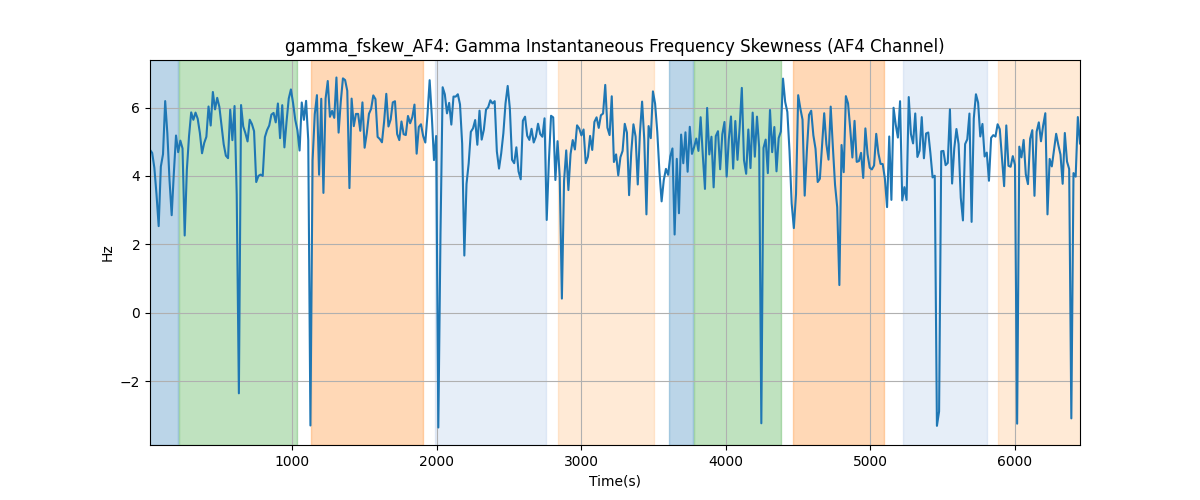 gamma_fskew_AF4: Gamma Instantaneous Frequency Skewness (AF4 Channel)
6
4
2
0
−2
Hz
1000 2000 3000 4000 5000 6000
Time(s)